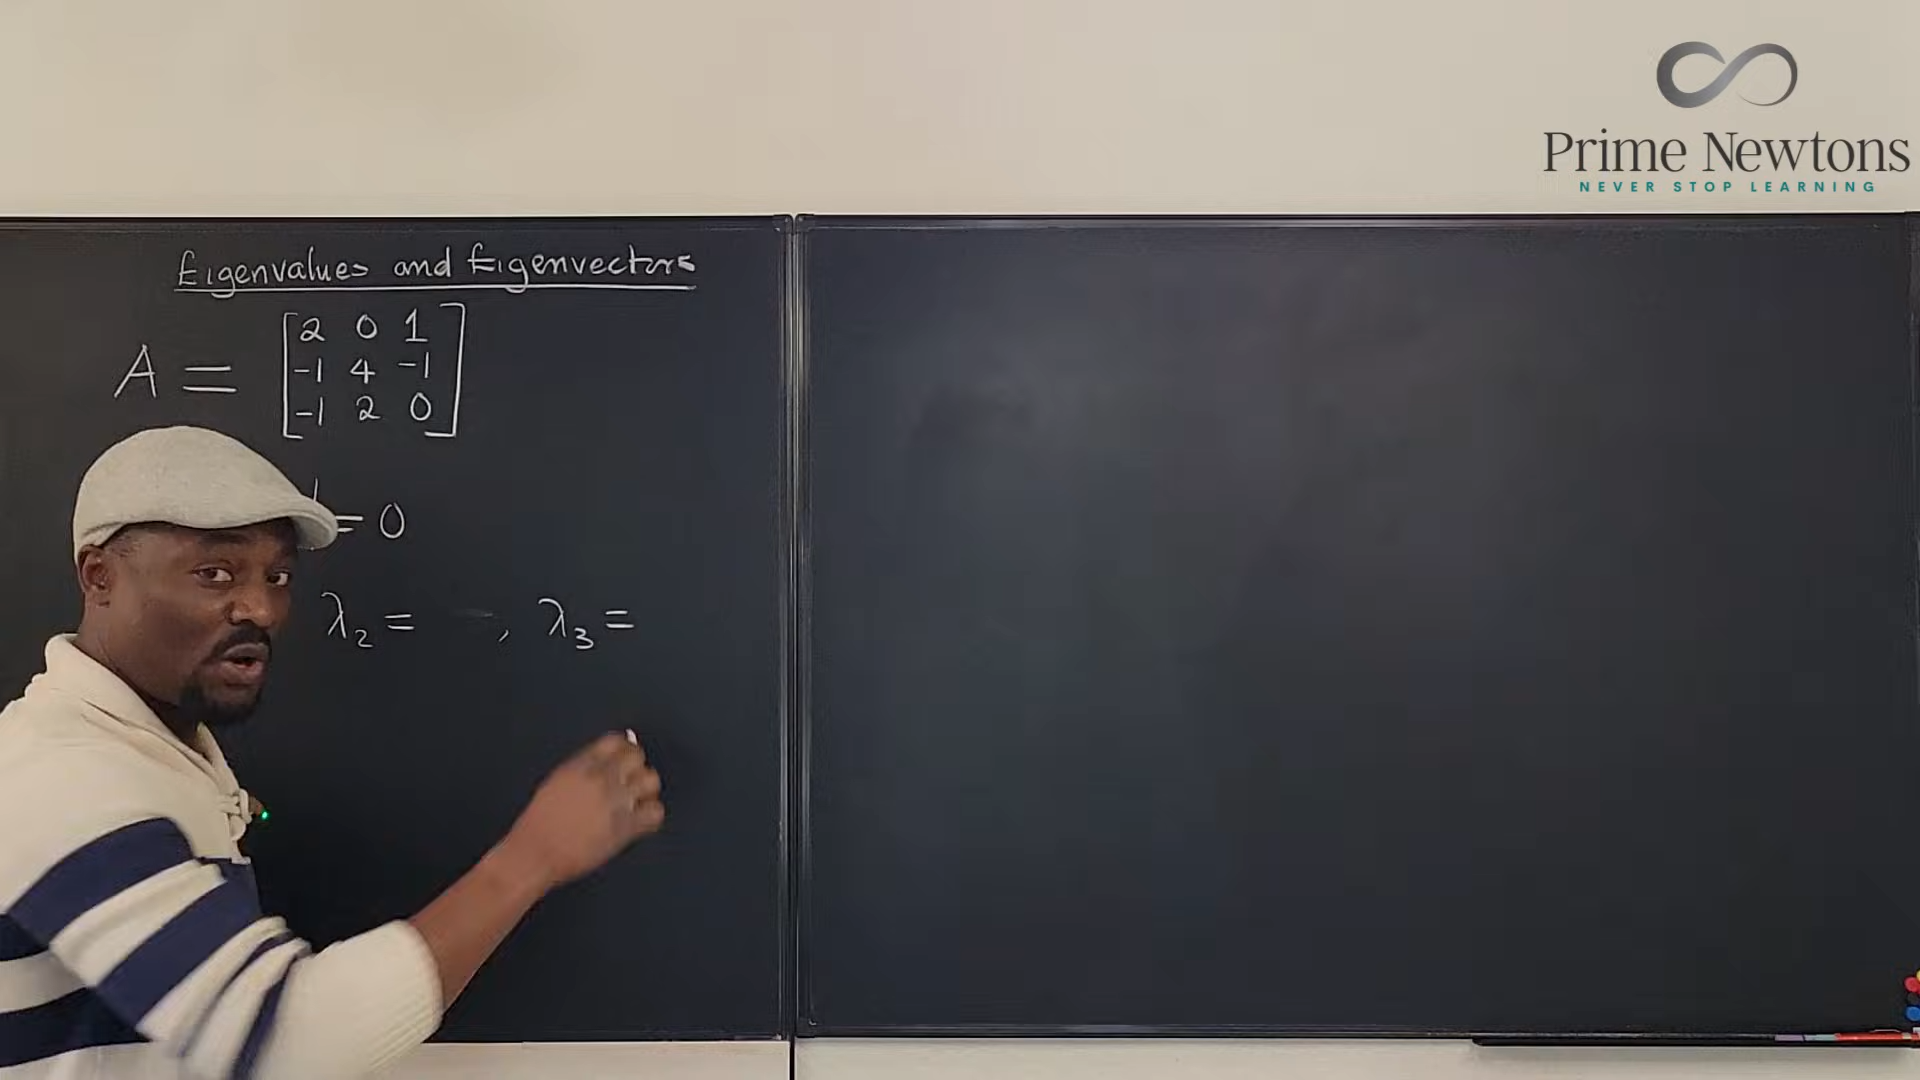 Prime Newtons
NEVER STOP LEARNING
Eigenvalues and Eigenvectors
A = [2 0 1
-1 4 -1
-1 2 0]
= 0
λ₂ = , λ₃ =